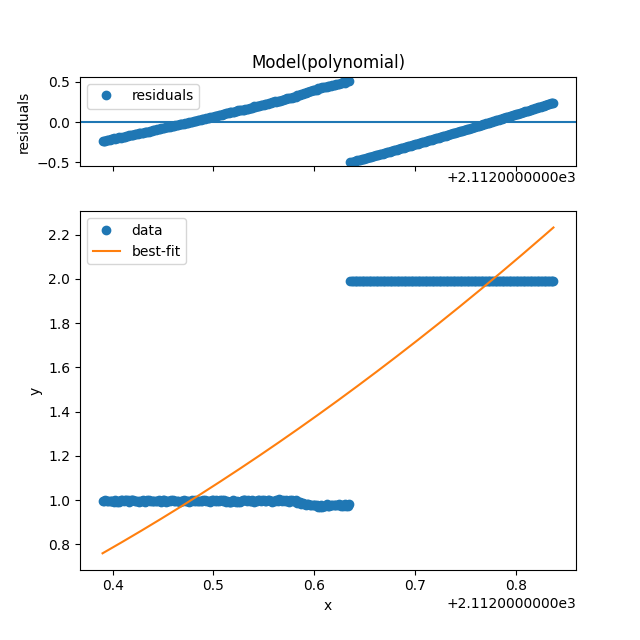 Model(polynomial)
residuals
0.5
0.0
−0.5
residuals
+2.1120000000e3
data
best-fit
y
2.2
2.0
1.8
1.6
1.4
1.2
1.0
0.8
0.4 0.5 0.6 0.7 0.8
x
+2.1120000000e3